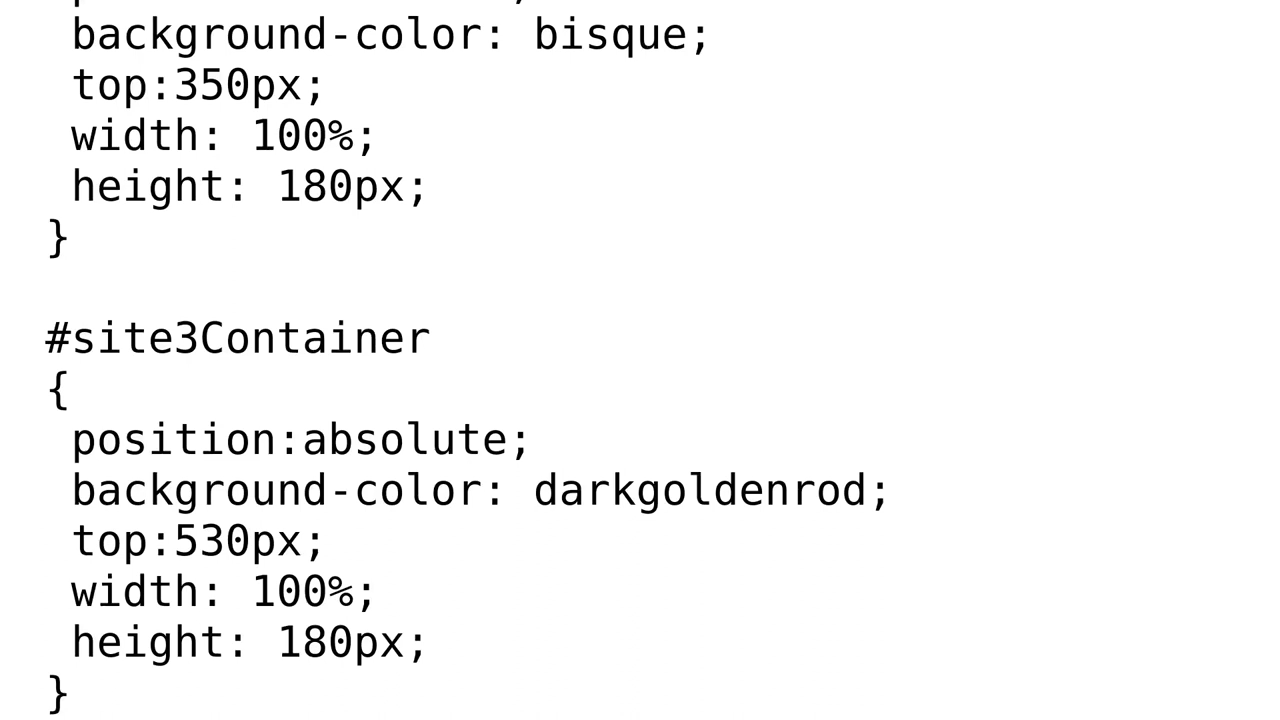 background-color: bisque;
top:350px;
width: 100%;
height: 180px;
}
#site3Container
{
position:absolute;
background-color: darkgoldenrod;
top:530px;
width: 100%;
height: 180px;
}